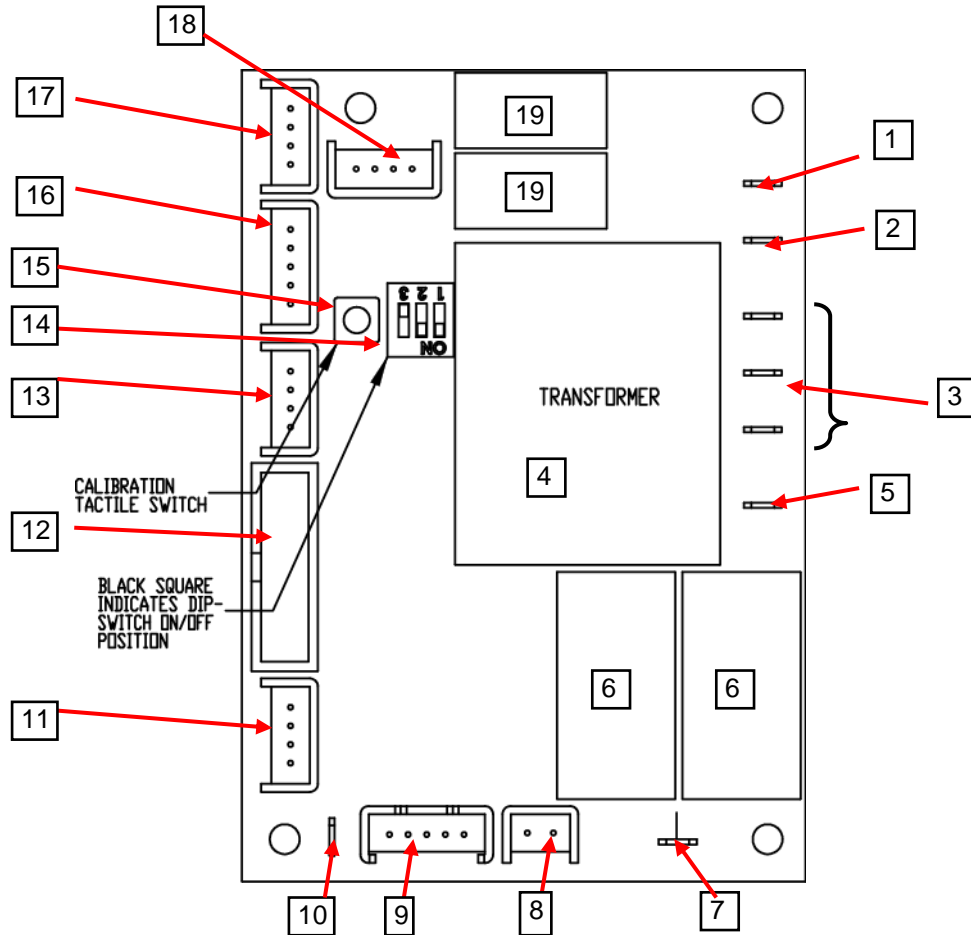 18
17
19
1
16
19
2
15
3 2 1
14
ON
13
TRANSFORMER
3
4
CALIBRATION
TACTILE SWITCH
5
12
BLACK SQUARE
INDICATES DIP-
SWITCH ON/OFF
POSITION
6
6
11
10
9
8
7